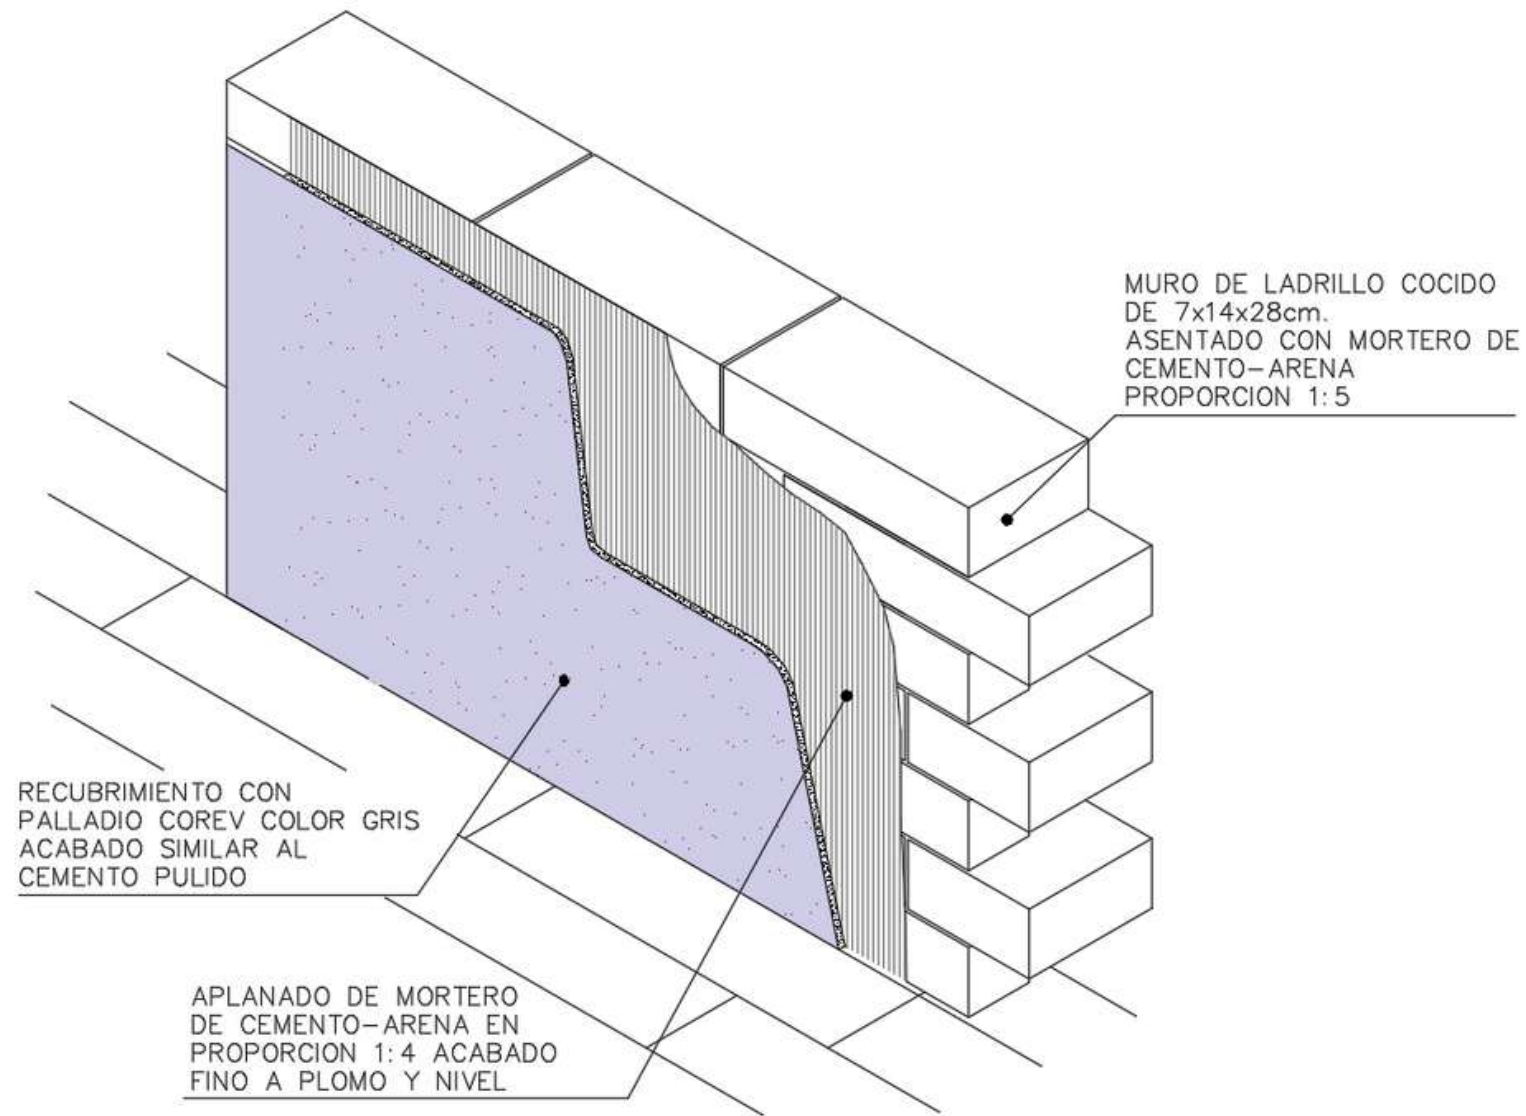 MURO DE LADRILLO COCIDO
DE 7x14x28cm.
ASENTADO CON MORTERO DE
CEMENTO-ARENA
PROPORCION 1:5
RECUBRIMIENTO CON
PALLADIO COREV COLOR GRIS
ACABADO SIMILAR AL
CEMENTO PULIDO
APLANADO DE MORTERO
DE CEMENTO-ARENA EN
PROPORCION 1:4 ACABADO
FINO A PLOMO Y NIVEL